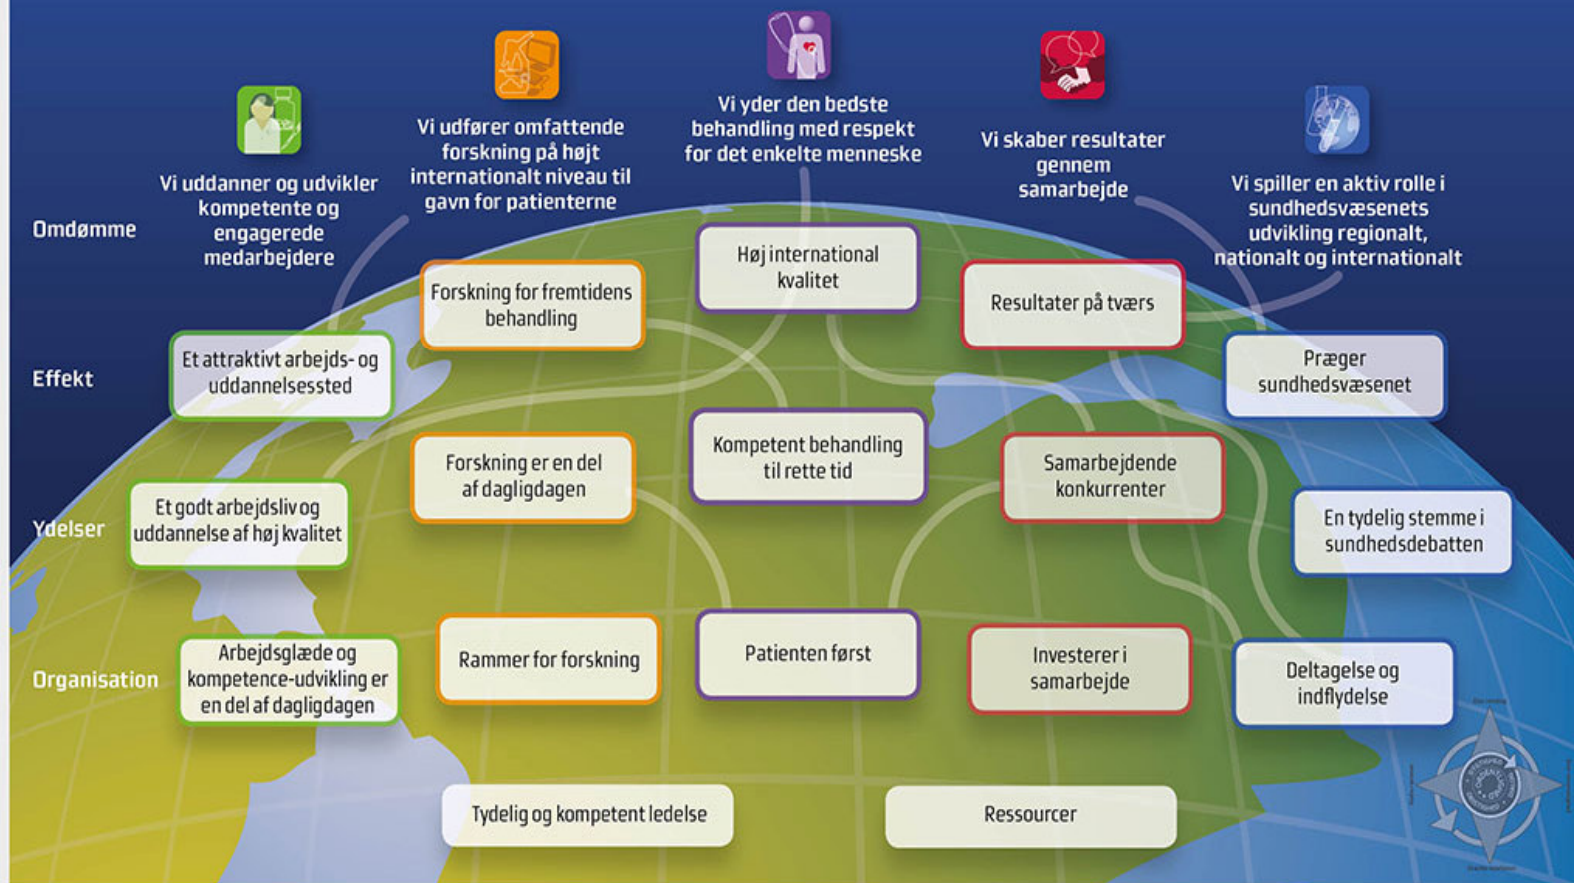 Vi uddanner og udvikler
kompetente og
engagerede
medarbejdere
Vi udfører omfattende
forskning på højt
internationalt niveau til
gavn for patienterne
Vi yder den bedste
behandling med respekt
for det enkelte menneske
Vi skaber resultater
gennem
samarbejde
Vi spiller en aktiv rolle i
sundhedsvæsenets
udvikling regionalt,
nationalt og internationalt
Omdømme
Effekt
Et attraktivt arbejds- og
uddannelsessted
Forskning for fremtidens
behandling
Høj international
kvalitet
Resultater på tværs
Præger
sundhedsvæsenet
Ydelser
Et godt arbejdsliv og
uddannelse af høj kvalitet
Forskning er en del
af dagligdagen
Kompetent behandling
til rette tid
Samarbejdende
konkurrenter
En tydelig stemme i
sundhedsdebatten
Organisation
Arbejdsglæde og
kompetence-udvikling er
en del af dagligdagen
Rammer for forskning
Patienten først
Investerer i
samarbejde
Deltagelse og
indflydelse
Tydelig og kompetent ledelse
Ressourcer